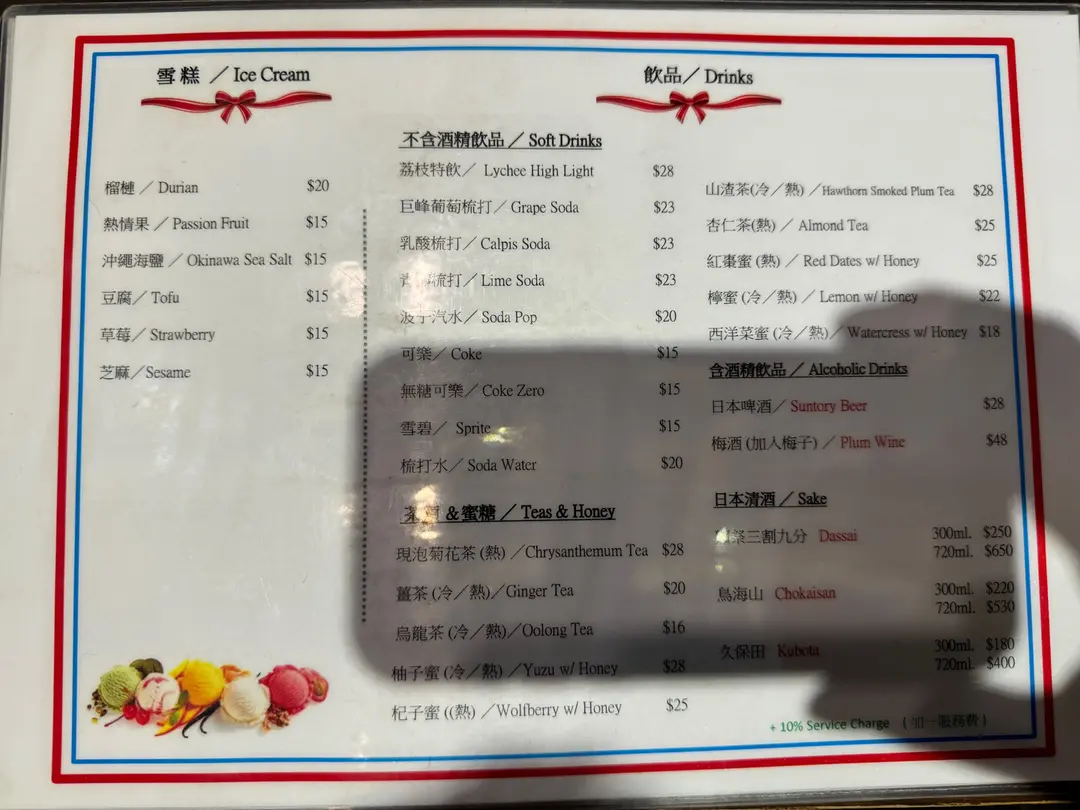 雪糕 ／ Ice Cream
榴槤 ／ Durian $20
熱情果 ／ Passion Fruit $15
沖繩海鹽 ／ Okinawa Sea Salt $15
豆腐／ Tofu $15
草莓／ Strawberry $15
芝麻／Sesame $15
飲品／ Drinks
不含酒精飲品 ／ Soft Drinks
荔枝特飲／ Lychee High Light $28
巨峰葡萄梳打／ Grape Soda $23
乳酸梳打／ Calpis Soda $23
梳打／ Lime Soda $23
波子汽水／ Soda Pop $20
可樂／ Coke $15
無糖可樂／ Coke Zero $15
雪碧／ Sprite $15
梳打水／ Soda Water $20
茶 & 蜜糖 ／ Teas & Honey
現泡菊花茶 (熱) ／Chrysanthemum Tea $28
薑茶 (冷／熱)／Ginger Tea $20
烏龍茶 (冷／熱)／Oolong Tea $16
柚子蜜 (冷／熱) ／Yuzu w/ Honey $28
杞子蜜 ((熱) ／Wolfberry w/ Honey $25
山渣茶(冷／熱) ／Hawthorn Smoked Plum Tea $28
杏仁茶(熱) ／ Almond Tea $25
紅棗蜜 (熱) ／ Red Dates w/ Honey $25
檸蜜 (冷／熱) ／ Lemon w/ Honey $22
西洋菜蜜 (冷／熱)／ Watercress w/ Honey $18
含酒精飲品 ／ Alcoholic Drinks
日本啤酒／ Suntory Beer $28
梅酒 (加入梅子)／ Plum Wine $48
日本清酒 ／ Sake
祭三割九分 Dassai 300ml. $250
720ml. $650
鳥海山 Chokaisan 300ml. $220
720ml. $530
久保田 Kubota 300ml. $180
720ml. $400
+ 10% Service Charge ( 加一服務費 )